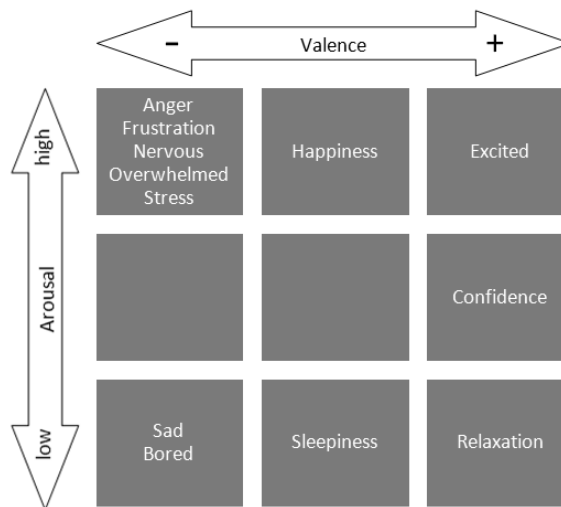 - Valence +
high
Arousal
low
Anger
Frustration
Nervous
Overwhelmed
Stress
Happiness
Excited
Confidence
Sad
Bored
Sleepiness
Relaxation